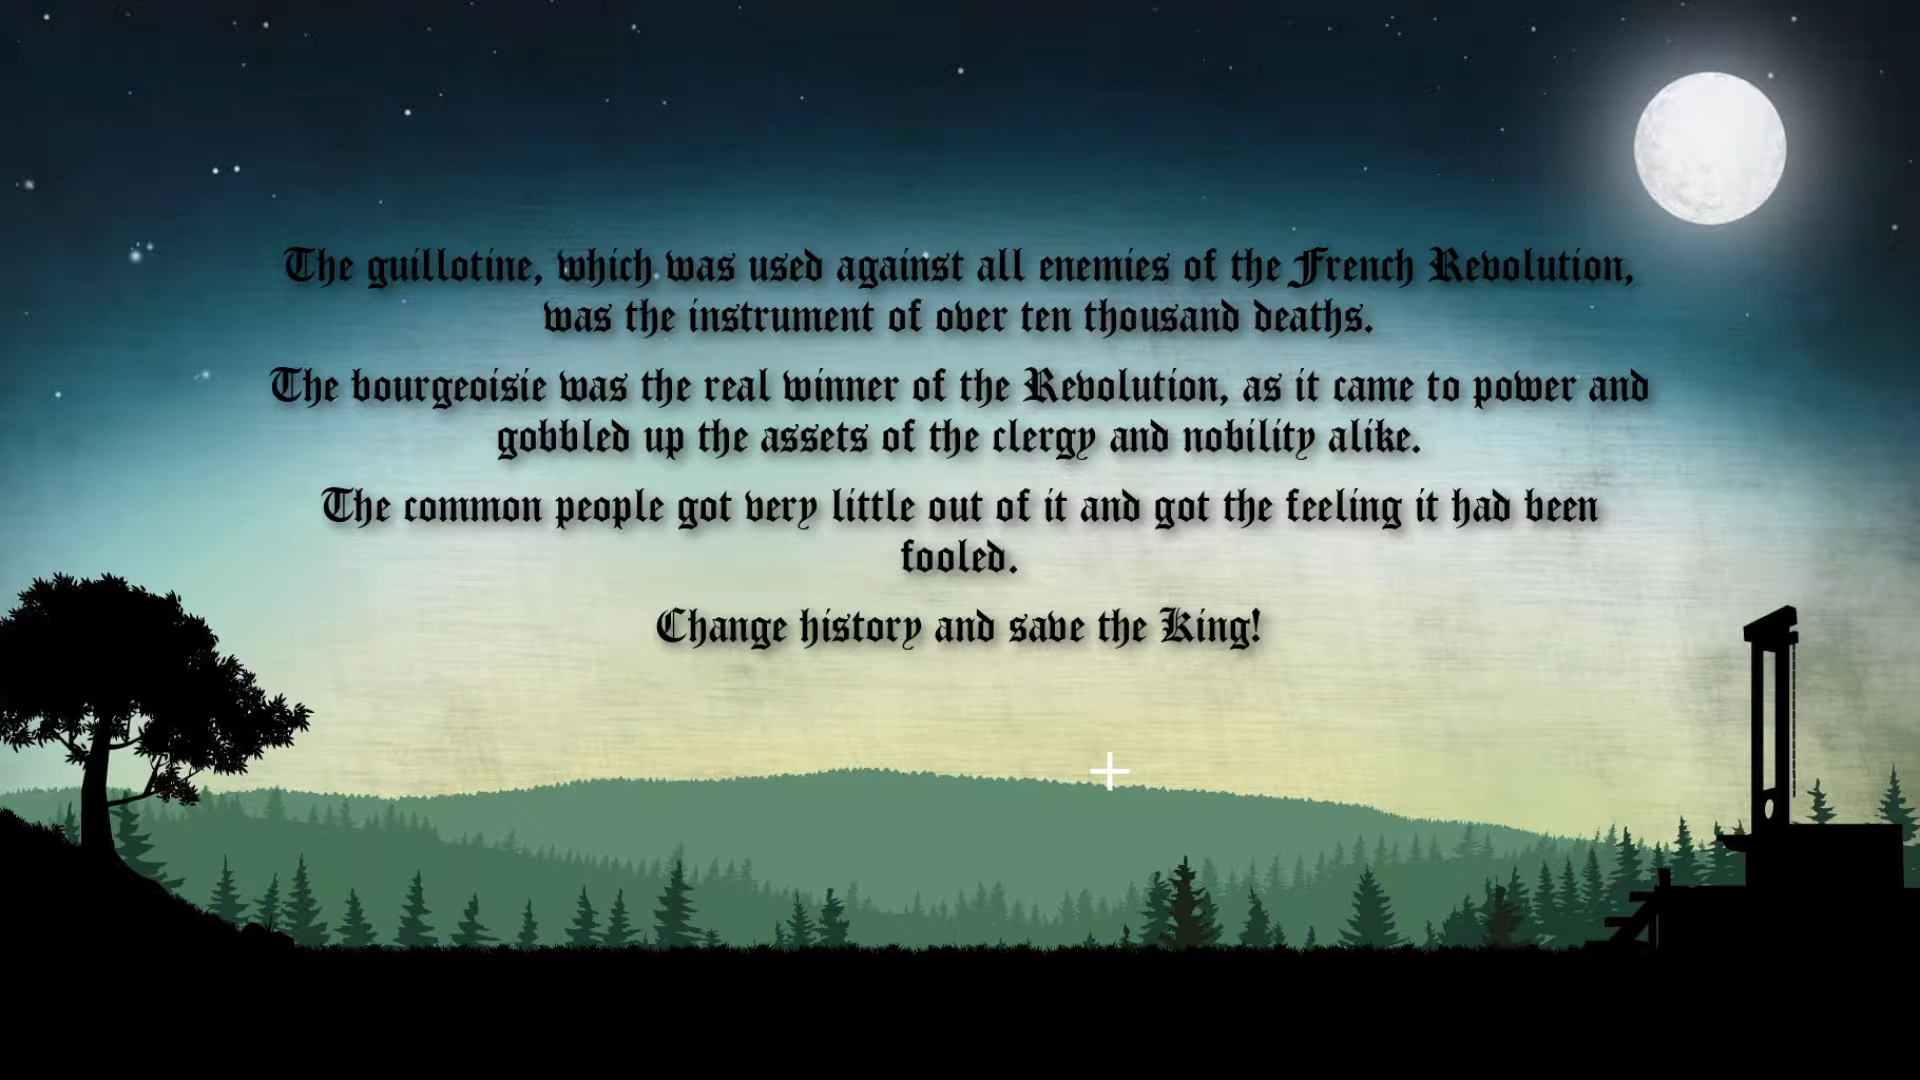 The guillotine, which was used against all enemies of the French Revolution,
was the instrument of over ten thousand deaths.
The bourgeoisie was the real winner of the Revolution, as it came to power and
gobbled up the assets of the clergy and nobility alike.
The common people got very little out of it and got the feeling it had been
fooled.
Change history and save the King!